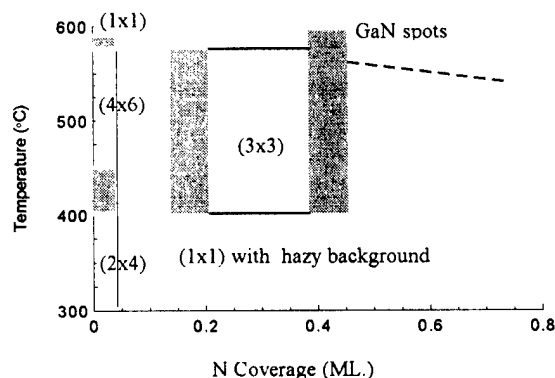 (1x1)
600
GaN spots
(4x6)
500
(3x3)
Temperature (°C)
400
(2x4)
(1x1) with hazy background
300
0
0.2
0.4
0.6
0.8
N Coverage (ML.)